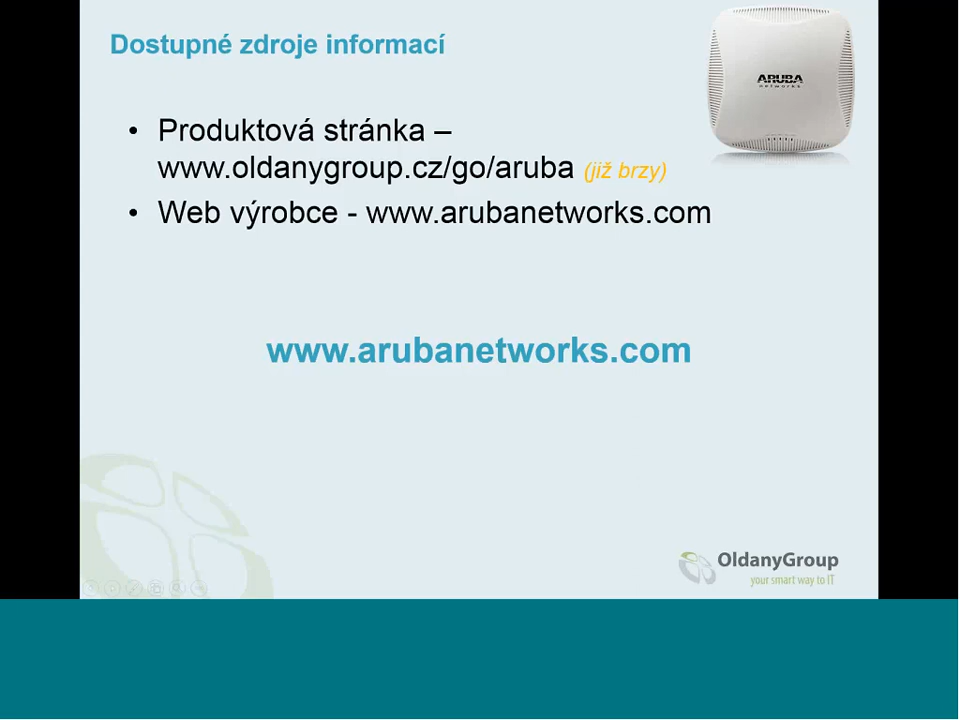 Dostupné zdroje informací
ARUBA
networks
• Produktová stránka –
www.oldanygroup.cz/go/aruba (již brzy)
• Web výrobce - www.arubanetworks.com
www.arubanetworks.com
OldanyGroup
your smart way to IT